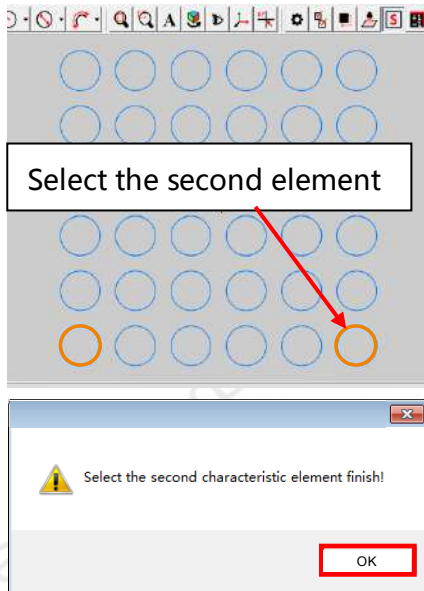 A
S
Select the second element
Select the second characteristic element finish!
OK